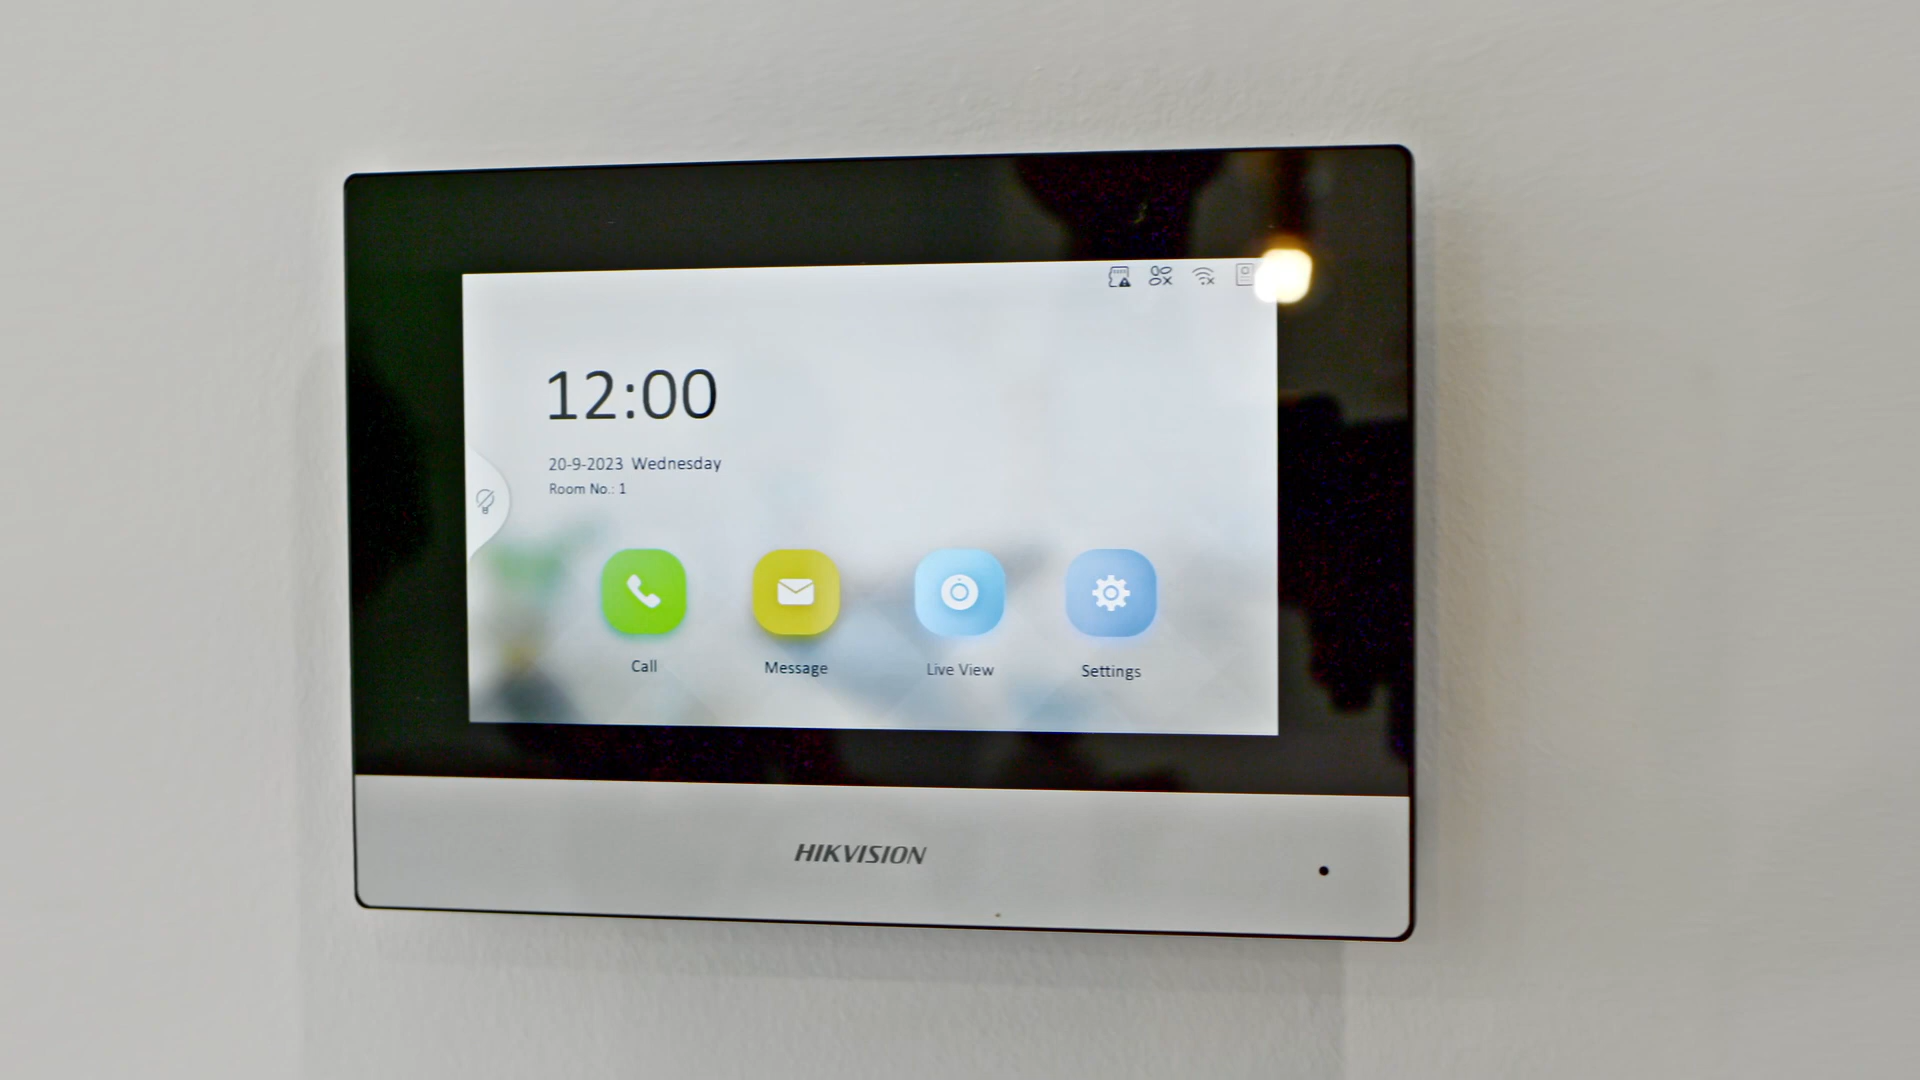 12:00
20-9-2023 Wednesday
Room No.: 1
Call
Message
Live View
Settings
HIKVISION